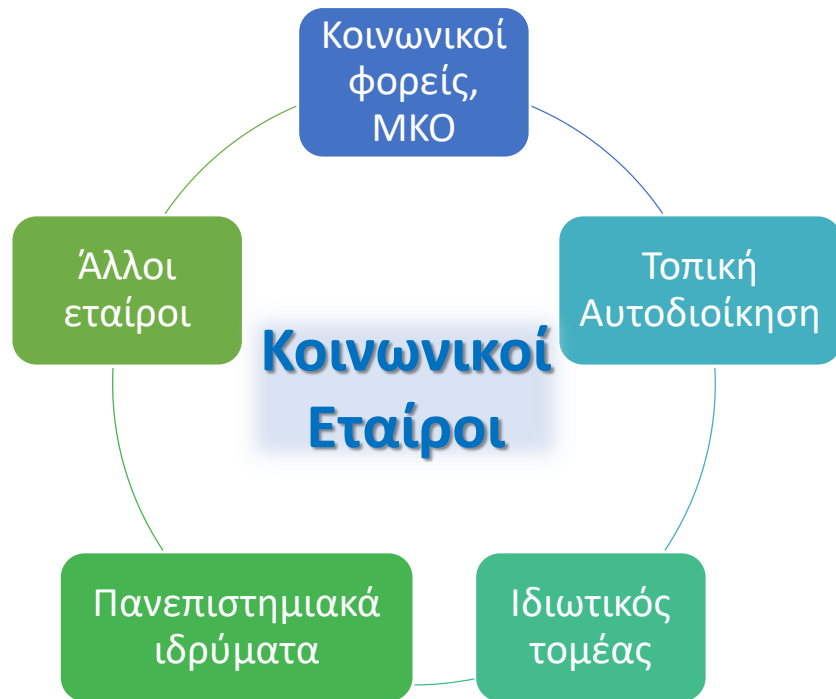 Κοινωνικοί
φορείς,
ΜΚΟ
Τοπική
Αυτοδιοίκηση
Ιδιωτικός
τομέας
Πανεπιστημιακά
ιδρύματα
Άλλοι
εταίροι
Κοινωνικοί
Εταίροι